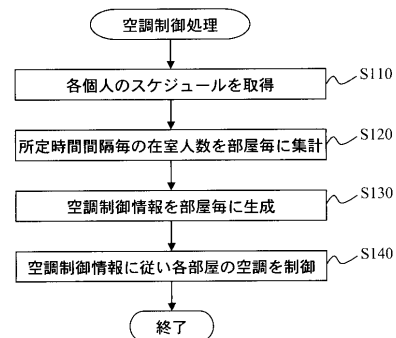 空調制御処理
各個人のスケジュールを取得
S110
所定時間間隔毎の在室人数を部屋毎に集計
S120
空調制御情報を部屋毎に生成
S130
空調制御情報に従い各部屋の空調を制御
S140
終了